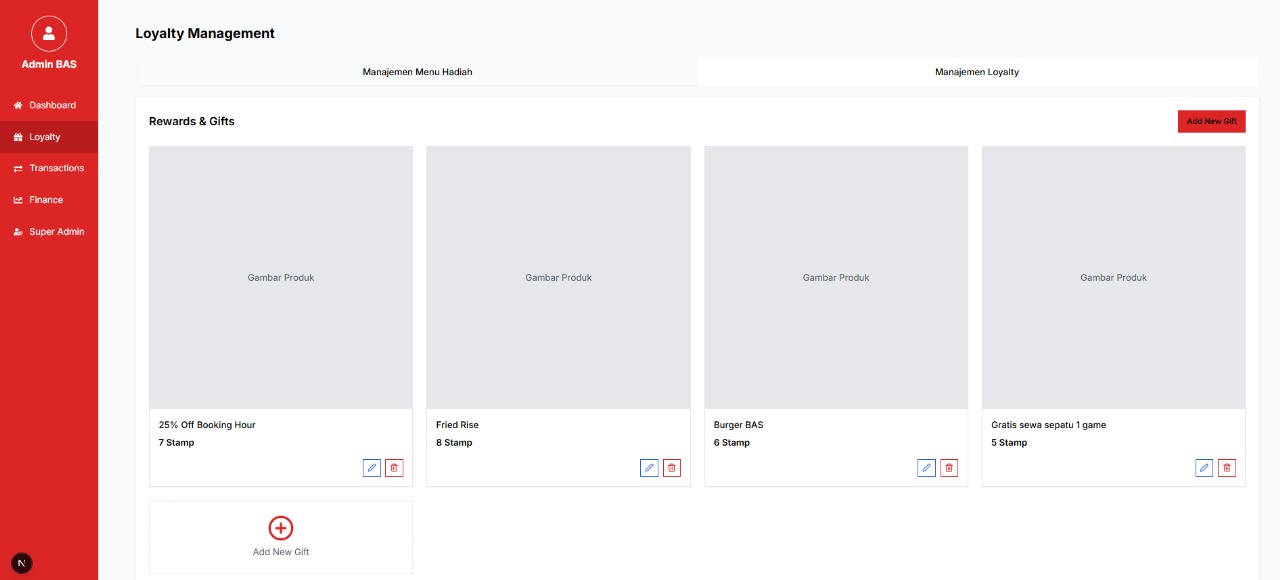 Admin BAS
Dashboard
Loyalty
Transactions
Finance
Super Admin
N
Loyalty Management
Manajemen Menu Hadiah
Manajemen Loyalty
Rewards & Gifts
Add New Gift
Gambar Produk
25% Off Booking Hour
7 Stamp
Gambar Produk
Fried Rise
8 Stamp
Gambar Produk
Burger BAS
6 Stamp
Gambar Produk
Gratis sewa sepatu 1 game
5 Stamp
Add New Gift